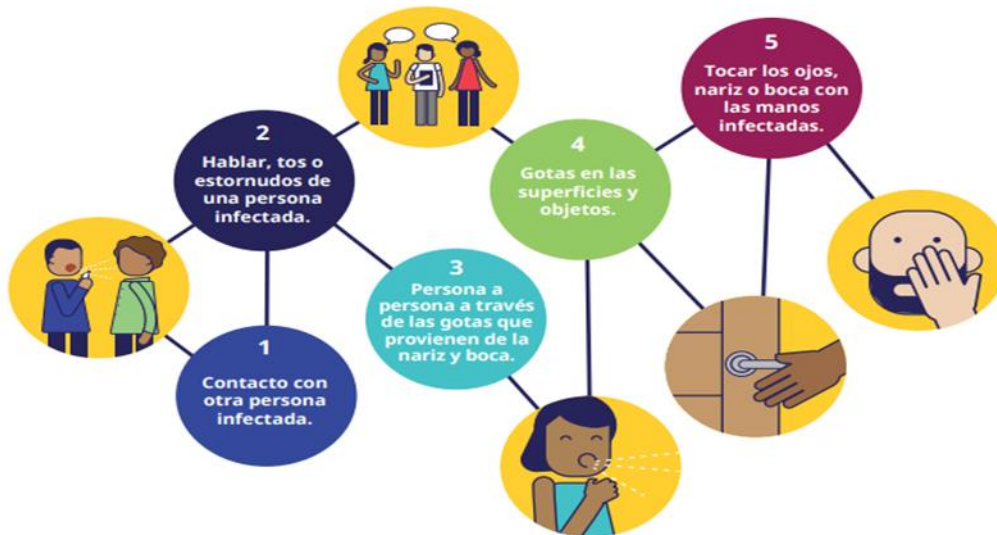 1
Contacto con
otra persona
infectada.
2
Hablar, tos o
estornudos de
una persona
infectada.
3
Persona a
persona a través
de las gotas que
provienen de la
nariz y boca.
4
Gotas en las
superficies y
objetos.
5
Tocar los ojos,
nariz o boca con
las manos
infectadas.